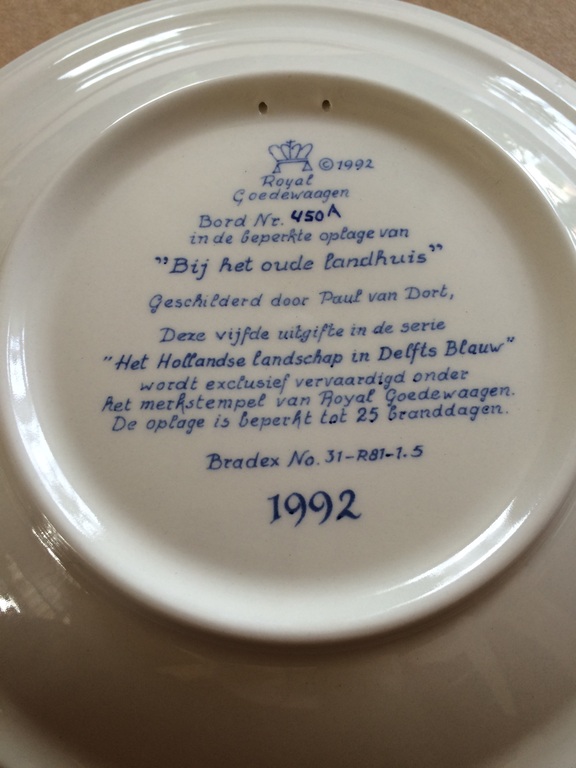 ©1992
Royal
Goedewaagen
Bord Nr. 450A
in de beperkte oplage van
"Bij het oude landhuis"
Geschilderd door Paul van Dort,
Deze vijfde uitgifte in de serie
"Het Hollandse landschap in Delfts Blauw"
wordt exclusief vervaardigd onder
het merkstempel van Royal Goedewaagen.
De oplage is beperkt tot 25 branddagen.
Bradex No. 31-R81-1.5
1992